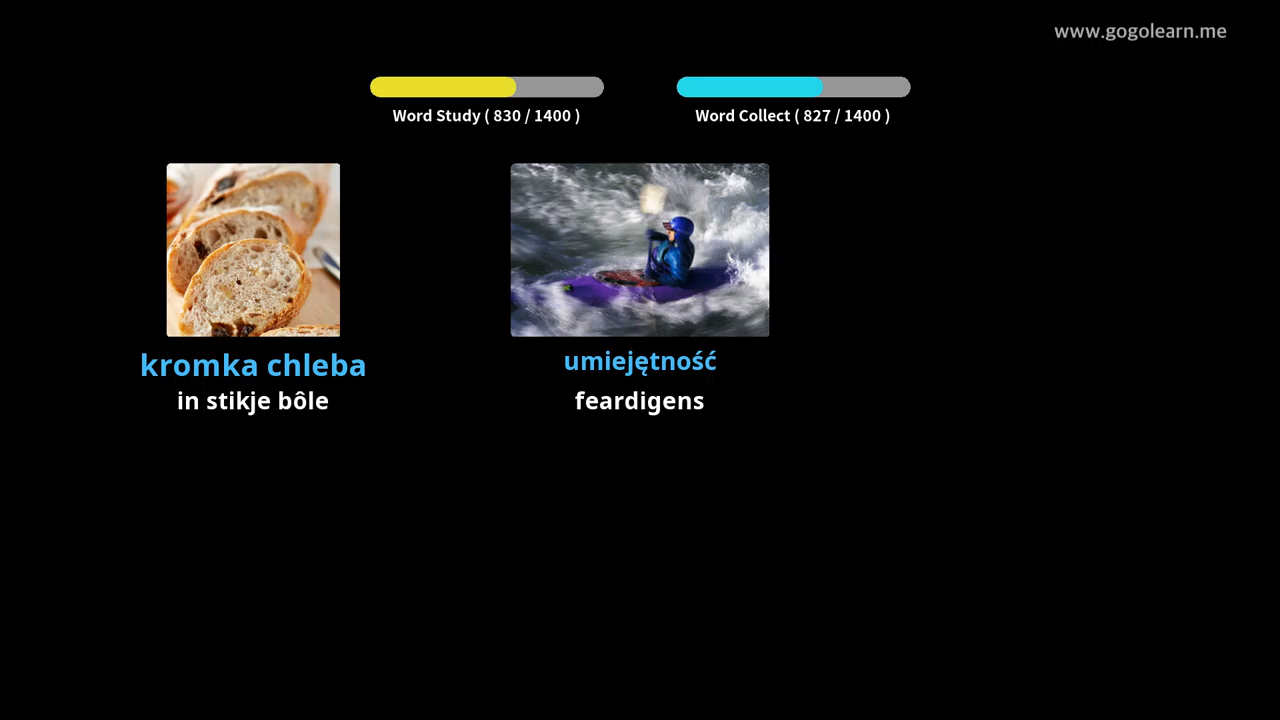 www.gogolearn.me
Word Study ( 830 / 1400 )
Word Collect ( 827 / 1400 )
kromka chleba
in stikje bôle
umiejętność
feardigens